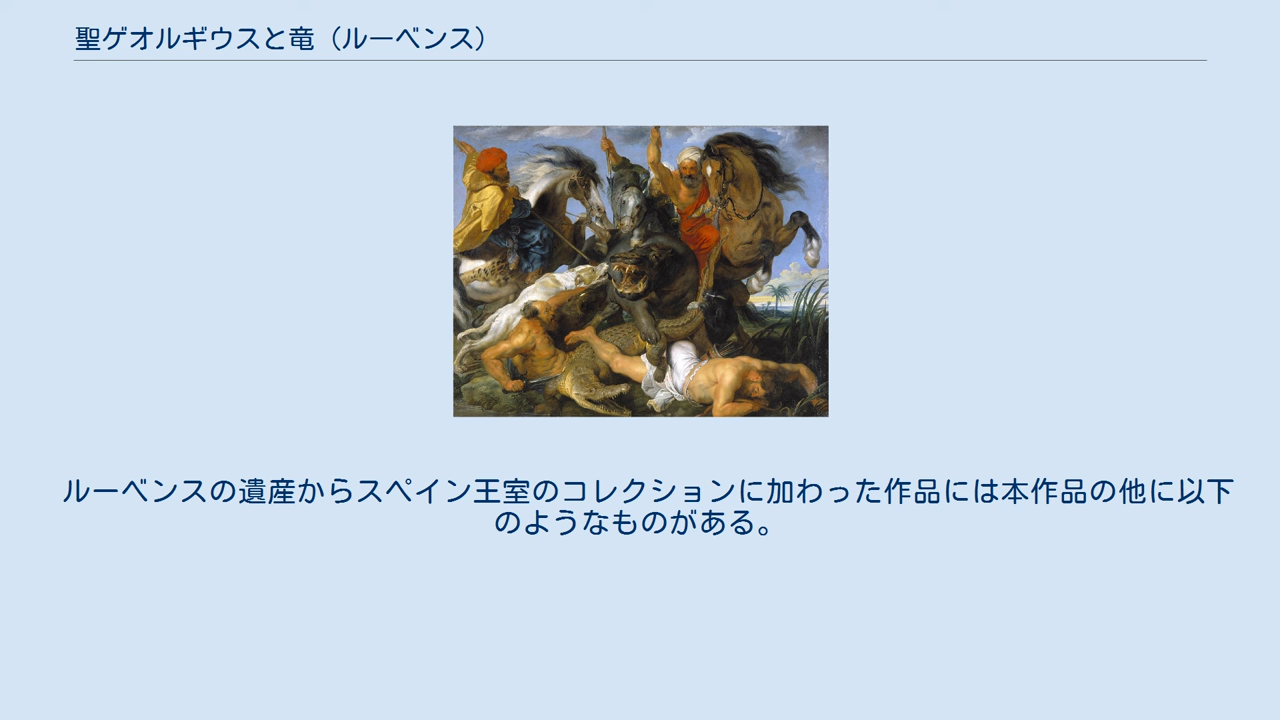 聖ゲオルギウスと竜（ルーベンス）
ルーベンスの遺産からスペイン王室のコレクションに加わった作品には本作品の他に以下
のようなものがある。